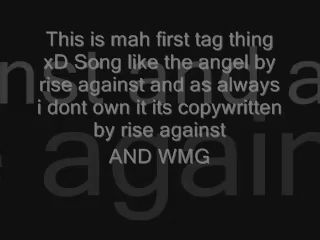 This is mah first tag thing
xD Song like the angel by
rise against and as always
i dont own it its copywritten
by rise against
AND WMG